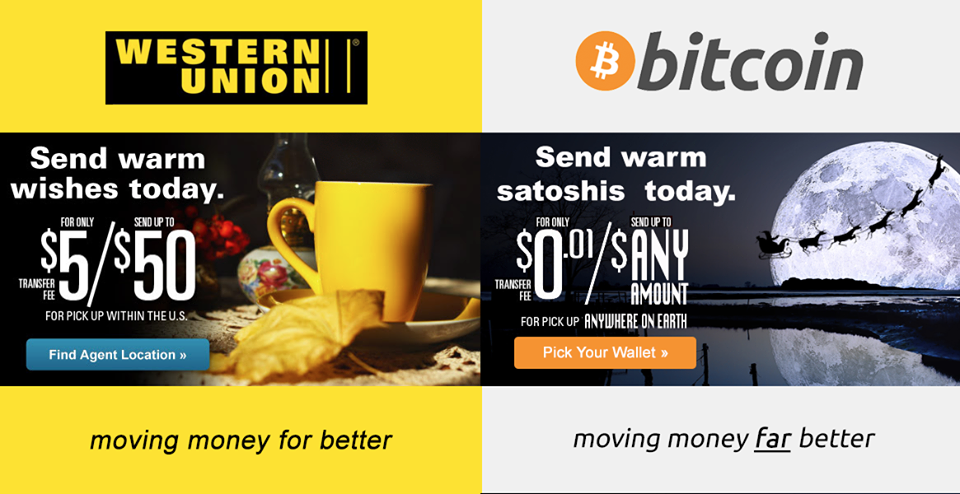 WESTERN
UNION ®
Send warm
wishes today.
FOR ONLY SEND UP TO
$5/$50
TRANSFER
FEE
FOR PICK UP WITHIN THE U.S.
Find Agent Location »
moving money for better
bitcoin
Send warm
satoshis today.
FOR ONLY SEND UP TO
$0.01/$ANY
AMOUNT
TRANSFER
FEE
FOR PICK UP ANYWHERE ON EARTH
Pick Your Wallet »
moving money far better